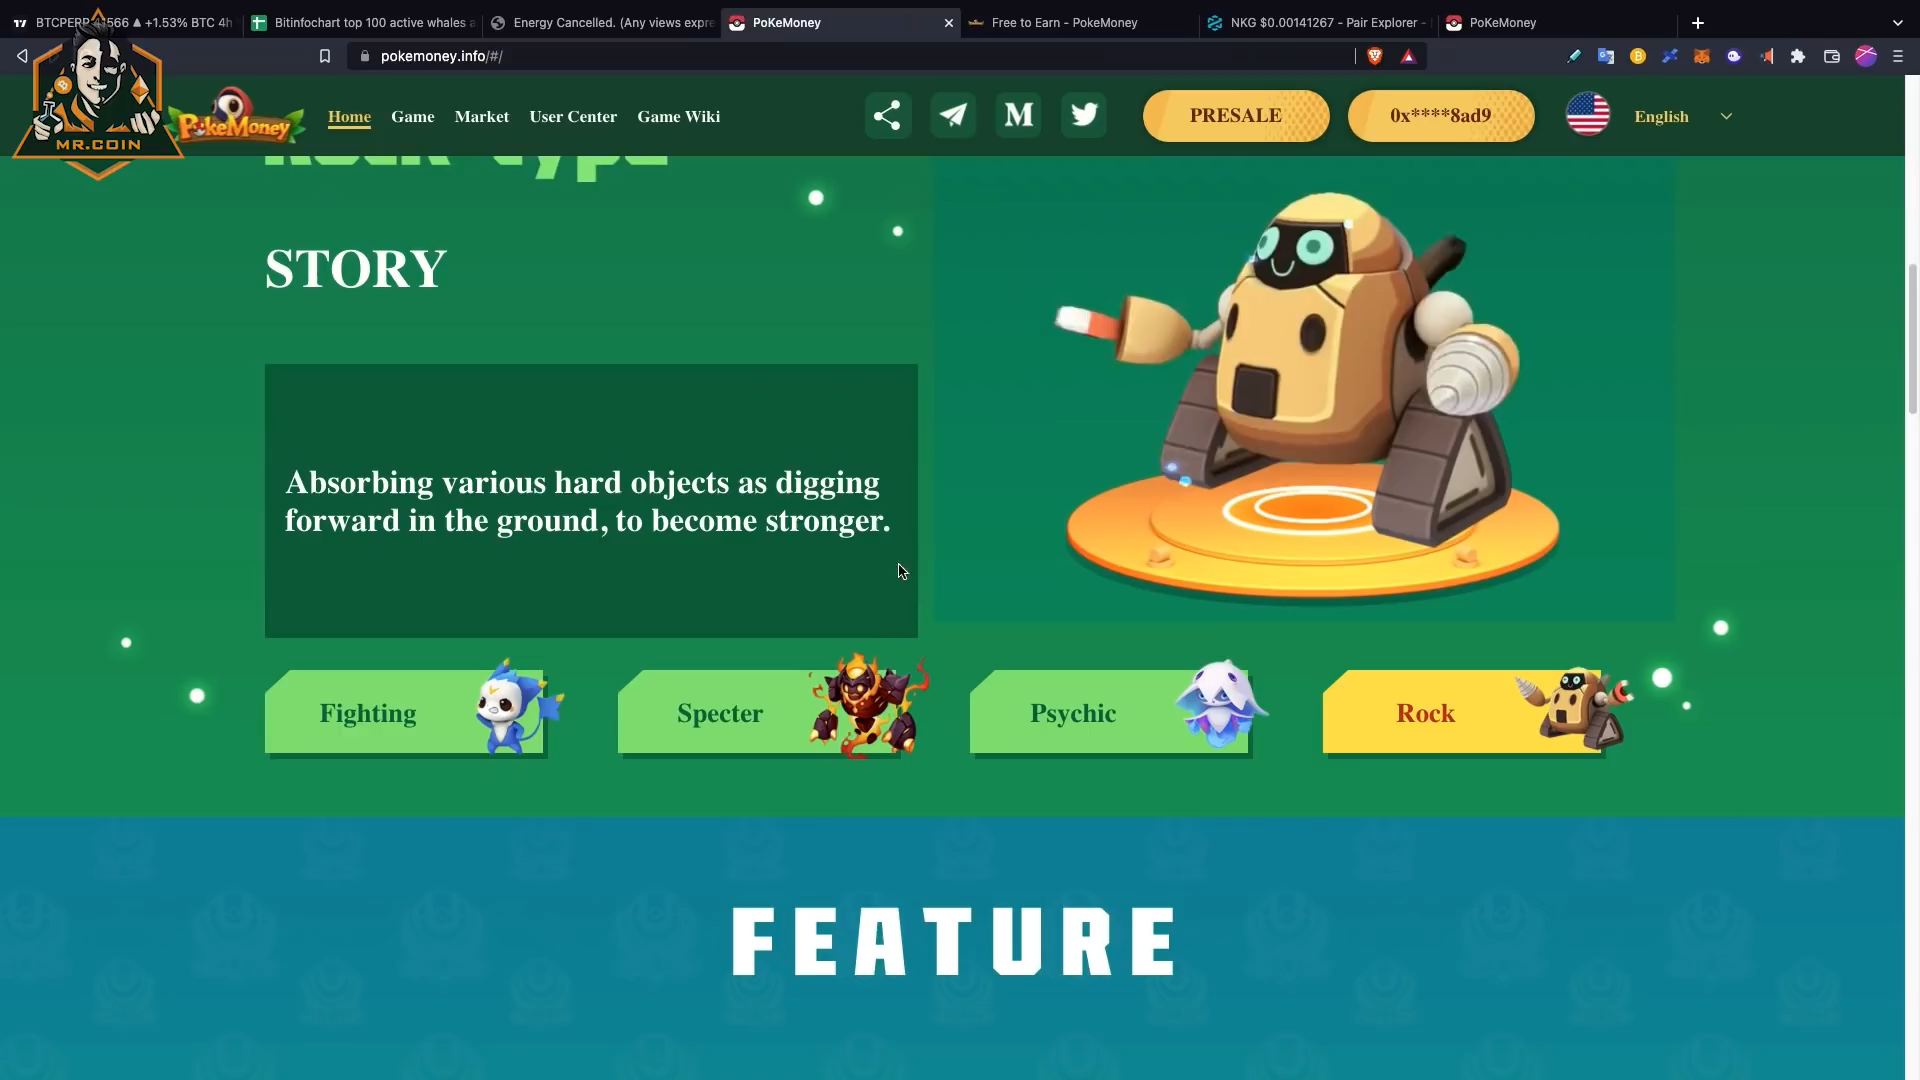 BTCPERP 566 ▲ +1.53% BTC 4h
Bitinfochart top 100 active whales a
Energy Cancelled. (Any views expre
PoKeMoney
Free to Earn - PokeMoney
NKG $0.00141267 - Pair Explorer -
PoKeMoney
pokemoney.info/#/
MR.COIN
PokeMoney
Home
Game
Market
User Center
Game Wiki
PRESALE
0x****8ad9
English
Rock Type
STORY
Absorbing various hard objects as digging
forward in the ground, to become stronger.
Fighting
Specter
Psychic
Rock
FEATURE